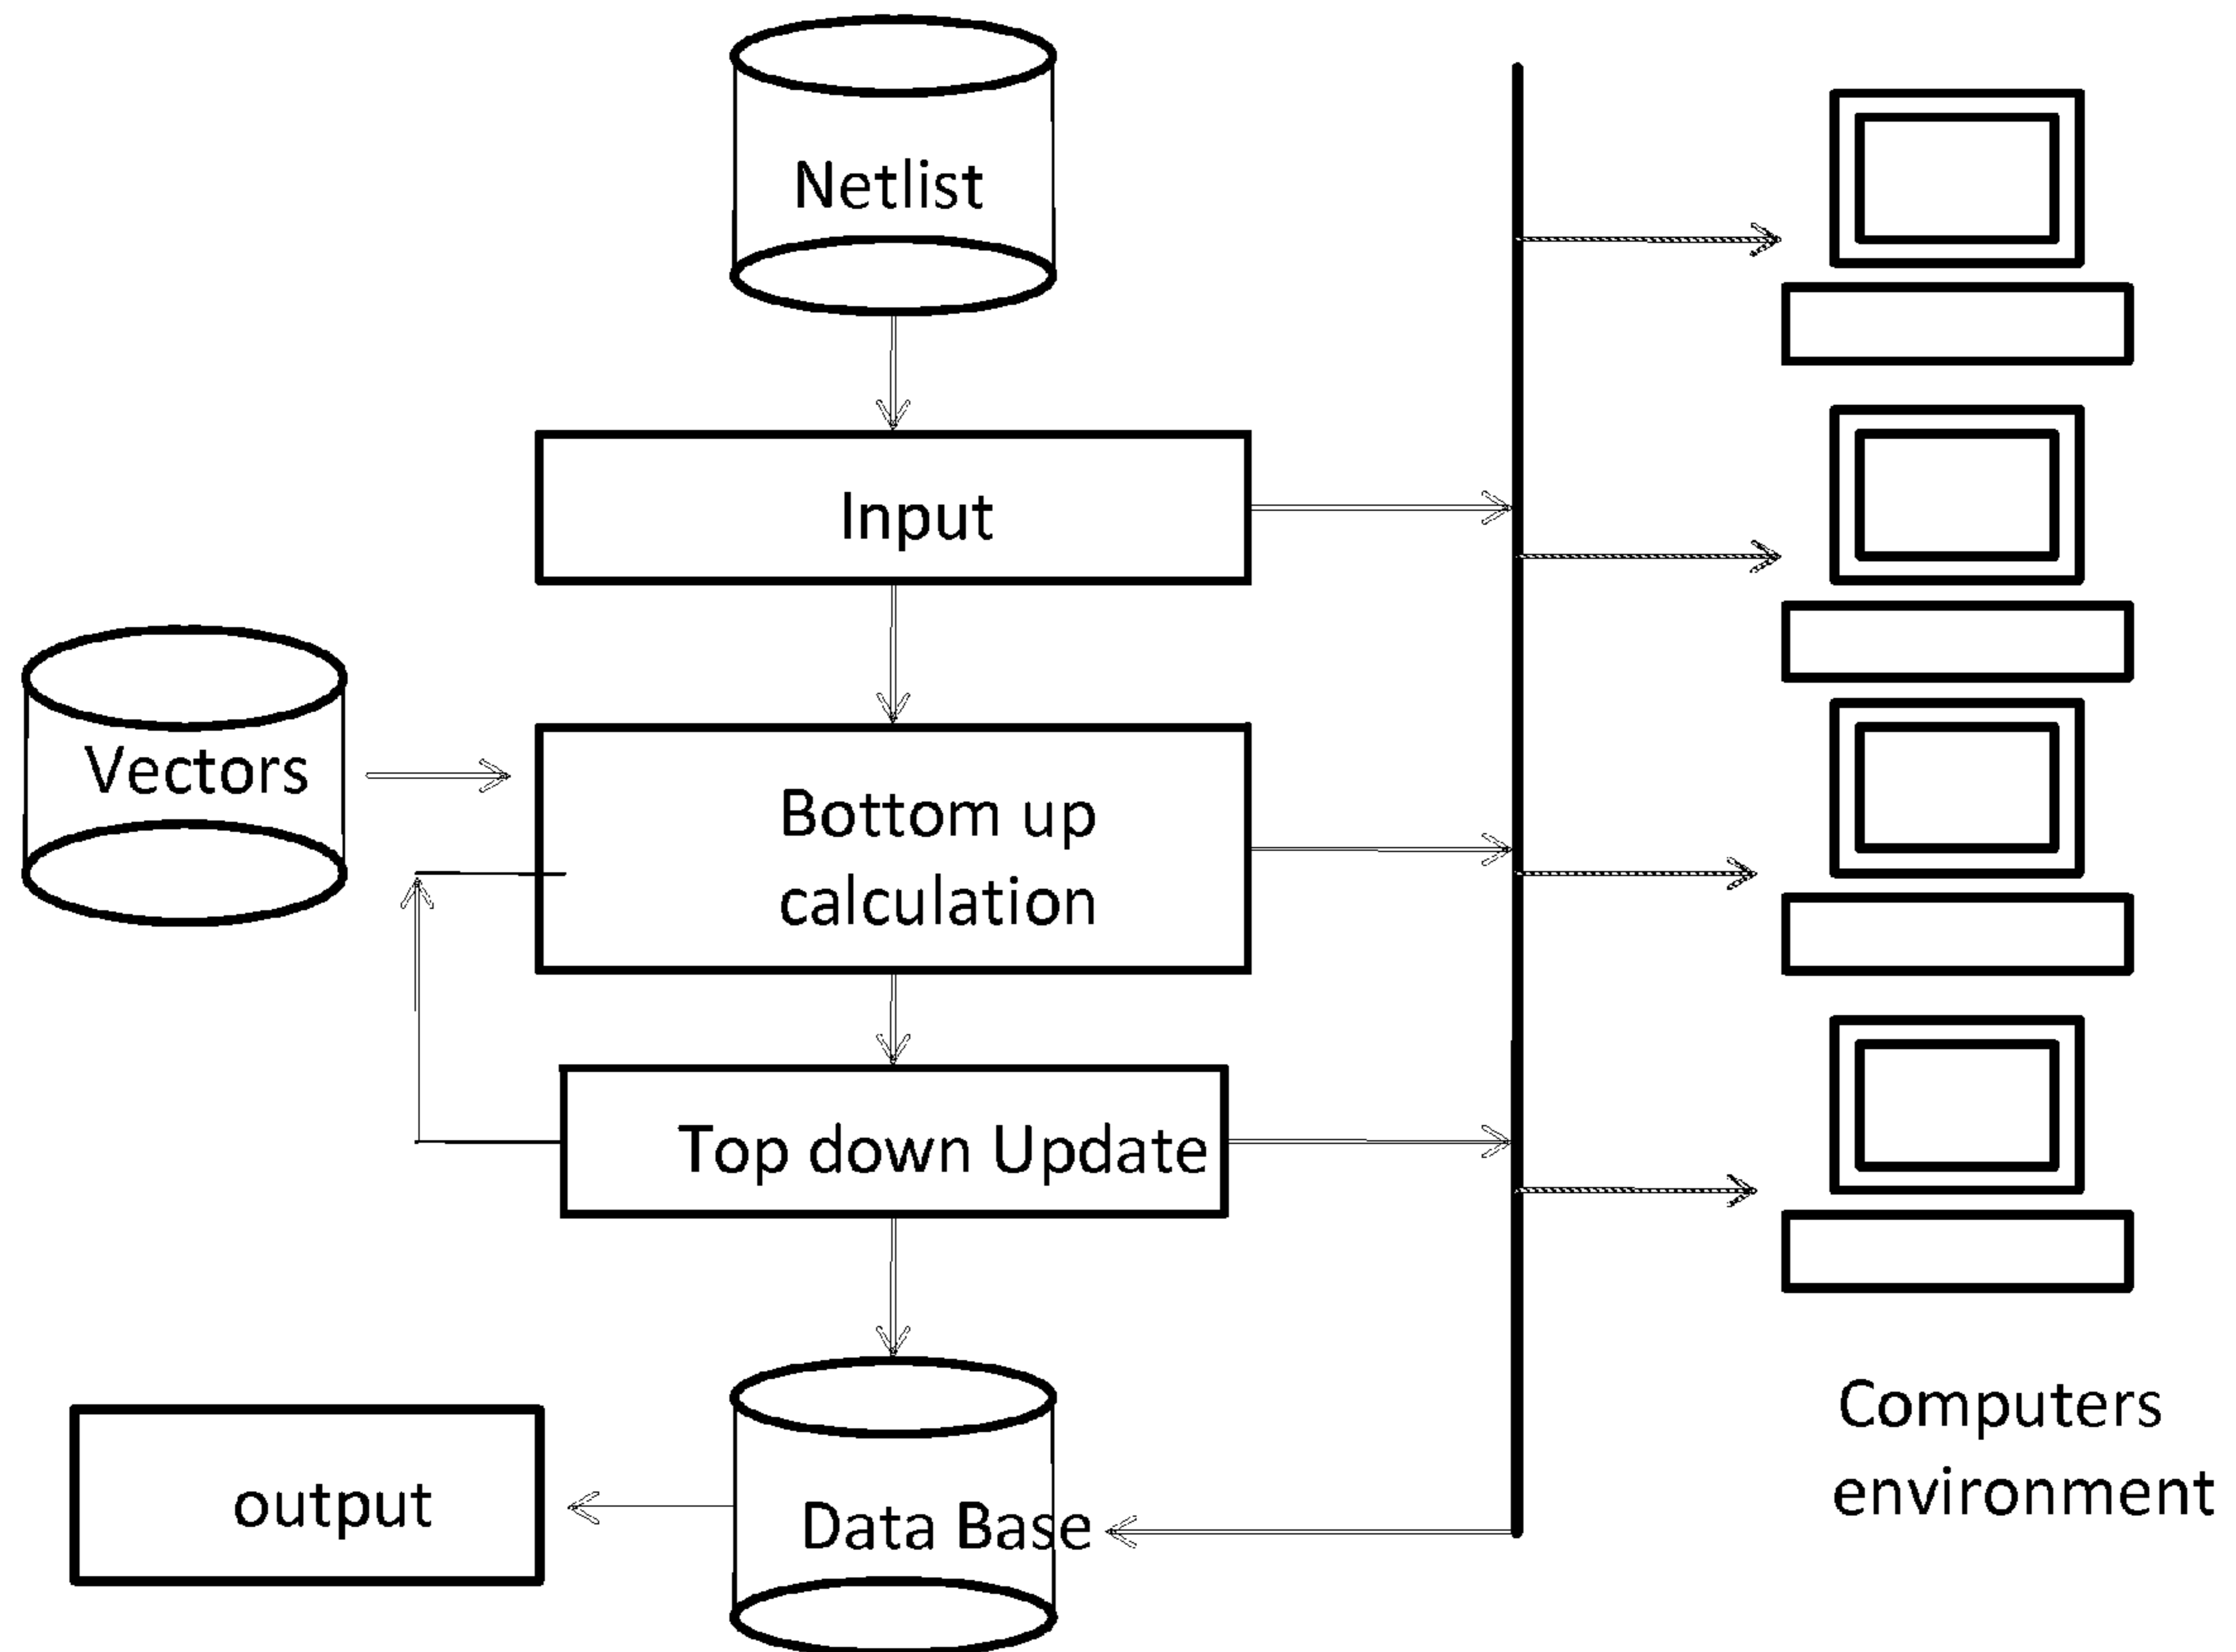 Netlist
Input
Vectors
Bottom up
calculation
Top down Update
Computers
environment
output
Data Base